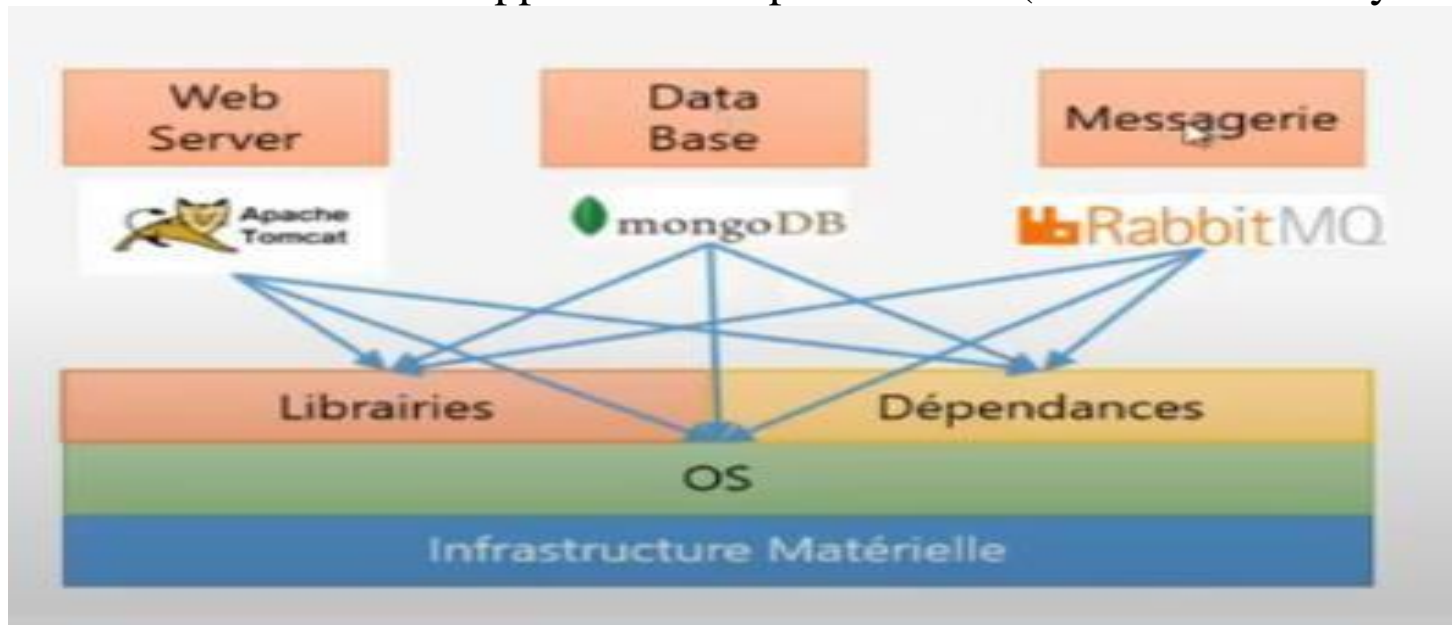 Web
Server
Data
Base
Messagerie
Apache
Tomcat
mongoDB
RabbitMQ
Librairies
Dépendances
OS
Infrastructure Matérielle